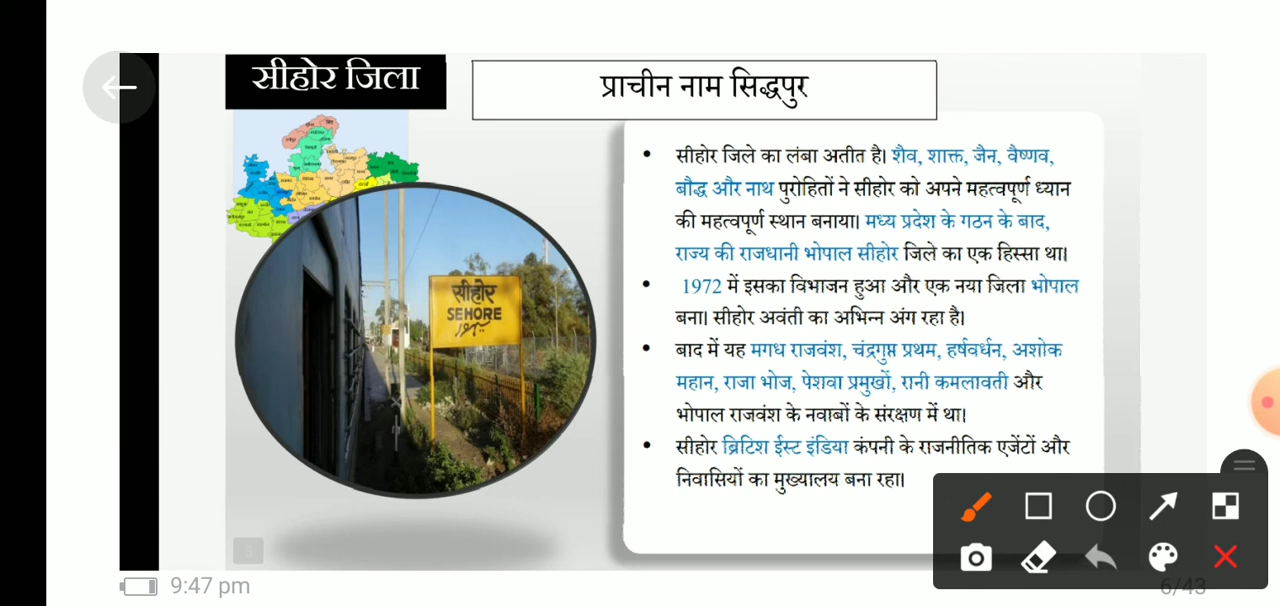 सीहोर जिला
प्राचीन नाम सिद्धपुर
• सीहोर जिले का लंबा अतीत है। शैव, शाक्त, जैन, वैष्णव,
बौद्ध और नाथ पुरोहितों ने सीहोर को अपने महत्वपूर्ण ध्यान
की महत्वपूर्ण स्थान बनाया। मध्य प्रदेश के गठन के बाद,
राज्य की राजधानी भोपाल सीहोर जिले का एक हिस्सा था।
• 1972 में इसका विभाजन हुआ और एक नया जिला भोपाल
बना। सीहोर अवंती का अभिन्न अंग रहा है।
• बाद में यह मगध राजवंश, चंद्रगुप्त प्रथम, हर्षवर्धन, अशोक
महान, राजा भोज, पेशवा प्रमुखों, रानी कमलावती और
भोपाल राजवंश के नवाबों के संरक्षण में था।
• सीहोर ब्रिटिश ईस्ट इंडिया कंपनी के राजनीतिक एजेंटों और
निवासियों का मुख्यालय बना रहा।
सीहोर
SEHORE
9:47 pm
6/43